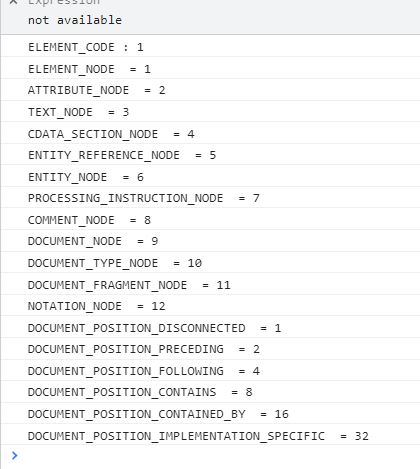 Expression
not available
ELEMENT_CODE : 1
ELEMENT_NODE  = 1
ATTRIBUTE_NODE  = 2
TEXT_NODE  = 3
CDATA_SECTION_NODE  = 4
ENTITY_REFERENCE_NODE  = 5
ENTITY_NODE  = 6
PROCESSING_INSTRUCTION_NODE  = 7
COMMENT_NODE  = 8
DOCUMENT_NODE  = 9
DOCUMENT_TYPE_NODE  = 10
DOCUMENT_FRAGMENT_NODE  = 11
NOTATION_NODE  = 12
DOCUMENT_POSITION_DISCONNECTED  = 1
DOCUMENT_POSITION_PRECEDING  = 2
DOCUMENT_POSITION_FOLLOWING  = 4
DOCUMENT_POSITION_CONTAINS  = 8
DOCUMENT_POSITION_CONTAINED_BY  = 16
DOCUMENT_POSITION_IMPLEMENTATION_SPECIFIC  = 32